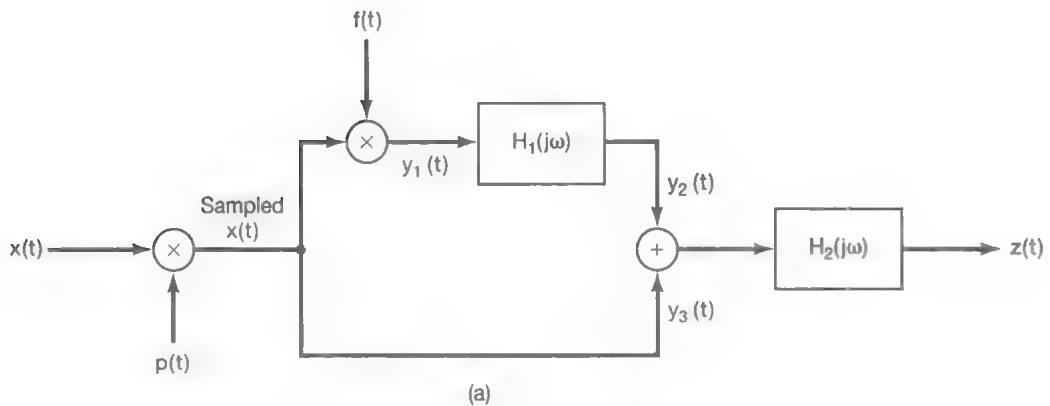 f(t)
×
y₁(t)
H₁(jω)
y₂(t)
Sampled
x(t)
x(t)
×
+
H₂(jω)
z(t)
y₃(t)
p(t)
(a)